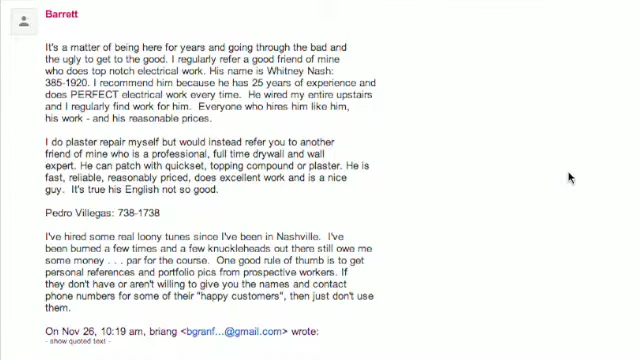 Barrett
It's a matter of being here for years and going through the bad and
the ugly to get to the good. I regularly refer a good friend of mine
who does top notch electrical work. His name is Whitney Nash:
385-1920. I recommend him because he has 25 years of experience and
does PERFECT electrical work every time. He wired my entire upstairs
and I regularly find work for him. Everyone who hires him like him,
his work - and his reasonable prices.
I do plaster repair myself but would instead refer you to another
friend of mine who is a professional, full time drywall and wall
expert. He can patch with quickset, topping compound or plaster. He is
fast, reliable, reasonably priced, does excellent work and is a nice
guy. It's true his English not so good.
Pedro Villegas: 738-1738
I've hired some real loony tunes since I've been in Nashville. I've
been burned a few times and a few knuckleheads out there still owe me
some money . . . par for the course. One good rule of thumb is to get
personal references and portfolio pics from prospective workers. If
they don't have or aren't willing to give you the names and contact
phone numbers for some of their "happy customers", then just don't use
them.
On Nov 26, 10:19 am, briang <bgranf...@gmail.com> wrote:
- show quoted text -